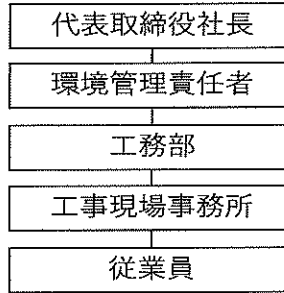 代表取締役社長
環境管理責任者
工務部
工事現場事務所
従業員